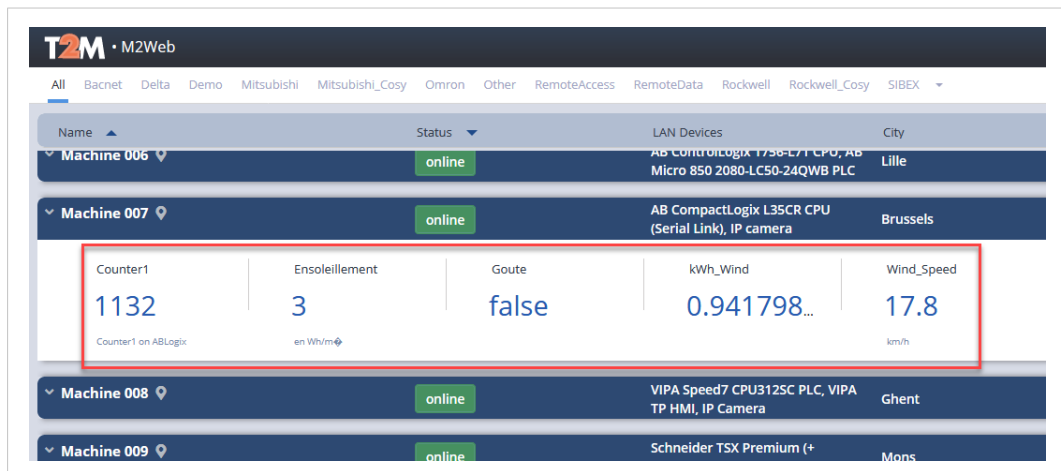 T2M • M2Web
All Bacnet Delta Demo Mitsubishi Mitsubishi_Cosy Omron Other RemoteAccess RemoteData Rockwell Rockwell_Cosy SIBEX
Name Status LAN Devices City
Machine 006 online AB ControlLogix 1756-L71 CPU, AB Lille
Micro 850 2080-LC50-24QWB PLC
Machine 007 online AB CompactLogix L35CR CPU Brussels
(Serial Link), IP camera
Counter1 Ensoleillement Goute kWh_Wind Wind_Speed
1132 3 false 0.941798... 17.8
Counter1 on ABLogix en Wh/m� km/h
Machine 008 online VIPA Speed7 CPU312SC PLC, VIPA Ghent
TP HMI, IP Camera
Machine 009 online Schneider TSX Premium (+ Mons